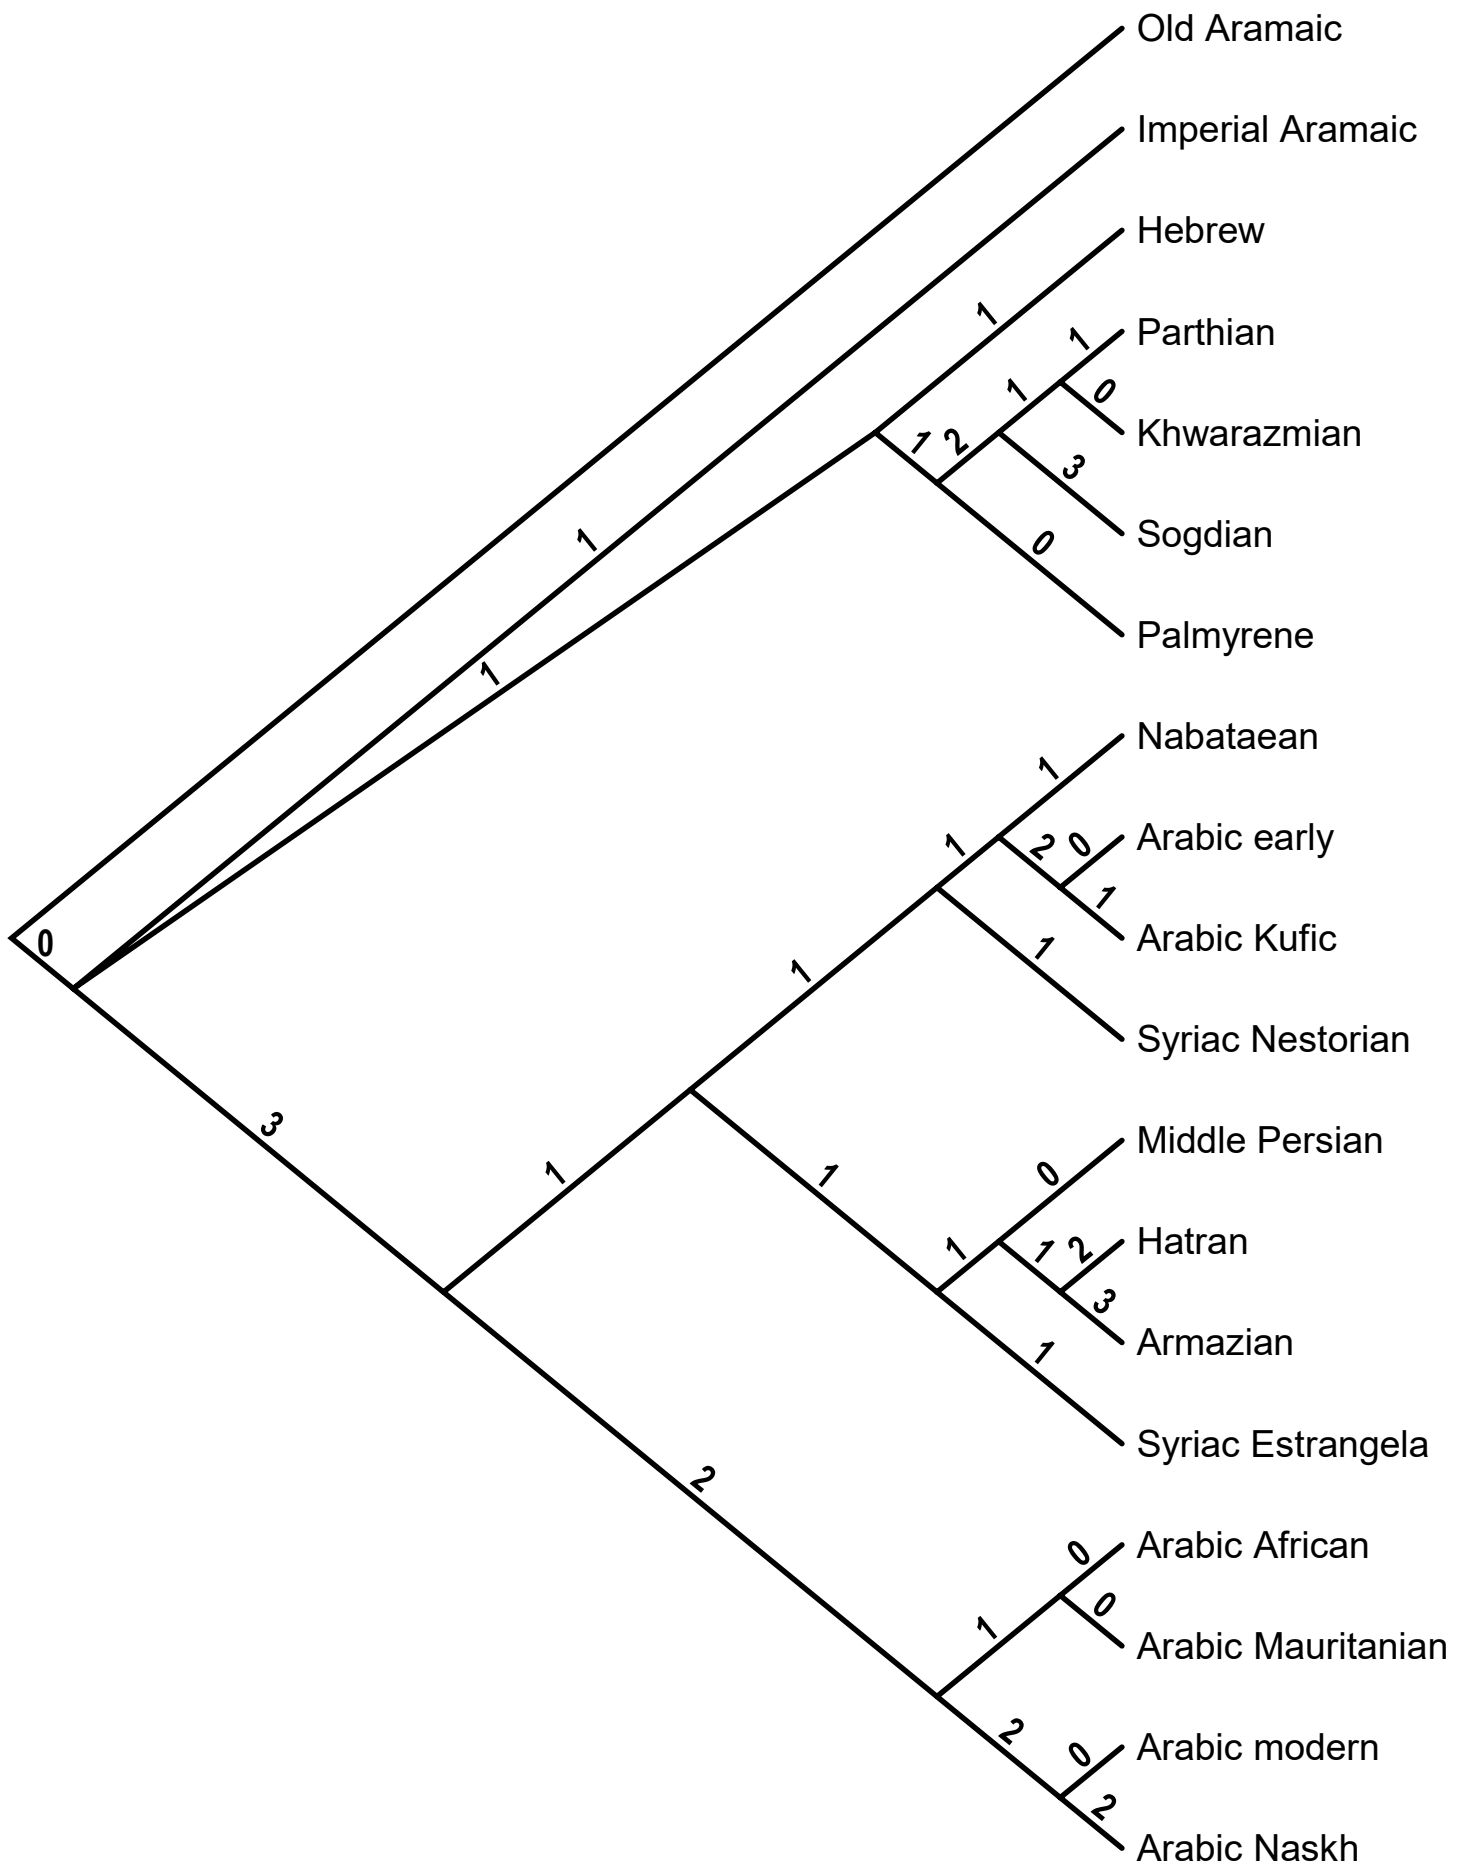 Old Aramaic
Imperial Aramaic
Hebrew
1
Parthian
1
1
0
Khwarazmian
1 2
3
Sogdian
1
0
Palmyrene
1
Nabataean
1
Arabic early
1
2 0
1
Arabic Kufic
0
1
1
Syriac Nestorian
3
Middle Persian
1
1
0
Hatran
1
1 2
3
Armazian
1
Syriac Estrangela
2
Arabic African
0
0
1
Arabic Mauritanian
2
Arabic modern
0
2
Arabic Naskh